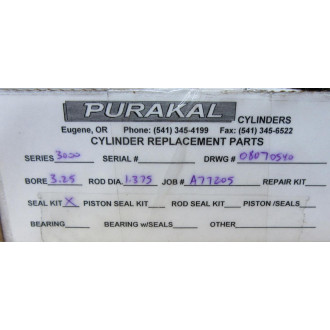 PURAKAL CYLINDERS
Eugene, OR Phone: (541) 345-4199 Fax: (541) 345-6522
CYLINDER REPLACEMENT PARTS
SERIES 3000 SERIAL# DRWG # 08070540
BORE 3.25 ROD DIA. 1.375 JOB # A77205 REPAIR KIT
SEAL KIT X PISTON SEAL KIT ROD SEAL KIT PISTON /SEALS
BEARING BEARING w/SEALS OTHER